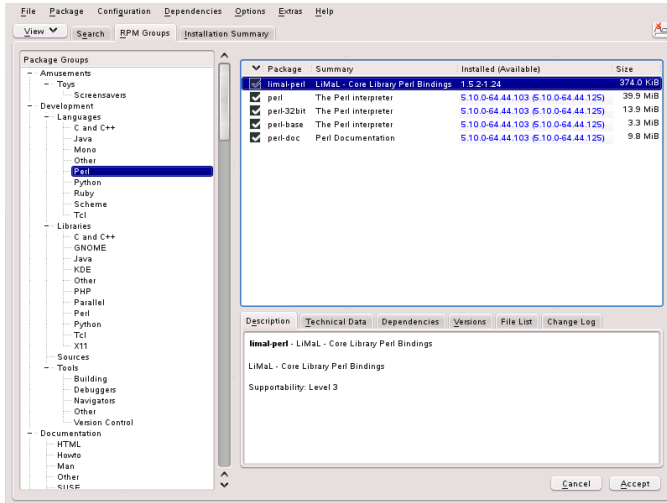 File Package Configuration Dependencies Options Extras Help
View Search RPM Groups Installation Summary
Package Groups
Amusements
Toys
Screensavers
Development
Languages
C and C++
Java
Mono
Other
Perl
Python
Ruby
Scheme
Tcl
Libraries
C and C++
GNOME
Java
KDE
Other
PHP
Parallel
Perl
Python
Tcl
X11
Sources
Tools
Building
Debuggers
Navigators
Other
Version Control
Documentation
HTML
Howto
Man
Other
SUSE
Package Summary Installed (Available) Size
limal-perl LiMaL - Core Library Perl Bindings 1.5.2-1.24 374.0 KiB
perl The Perl interpreter 5.10.0-64.44.103 (5.10.0-64.44.125) 39.9 MiB
perl-32bit The Perl interpreter 5.10.0-64.44.103 (5.10.0-64.44.125) 13.9 MiB
perl-base The Perl interpreter 5.10.0-64.44.103 (5.10.0-64.44.125) 3.3 MiB
perl-doc Perl Documentation 5.10.0-64.44.103 (5.10.0-64.44.125) 9.8 MiB
Description Technical Data Dependencies Versions File List Change Log
limal-perl - LiMaL - Core Library Perl Bindings
LiMaL - Core Library Perl Bindings
Supportability: Level 3
Cancel Accept